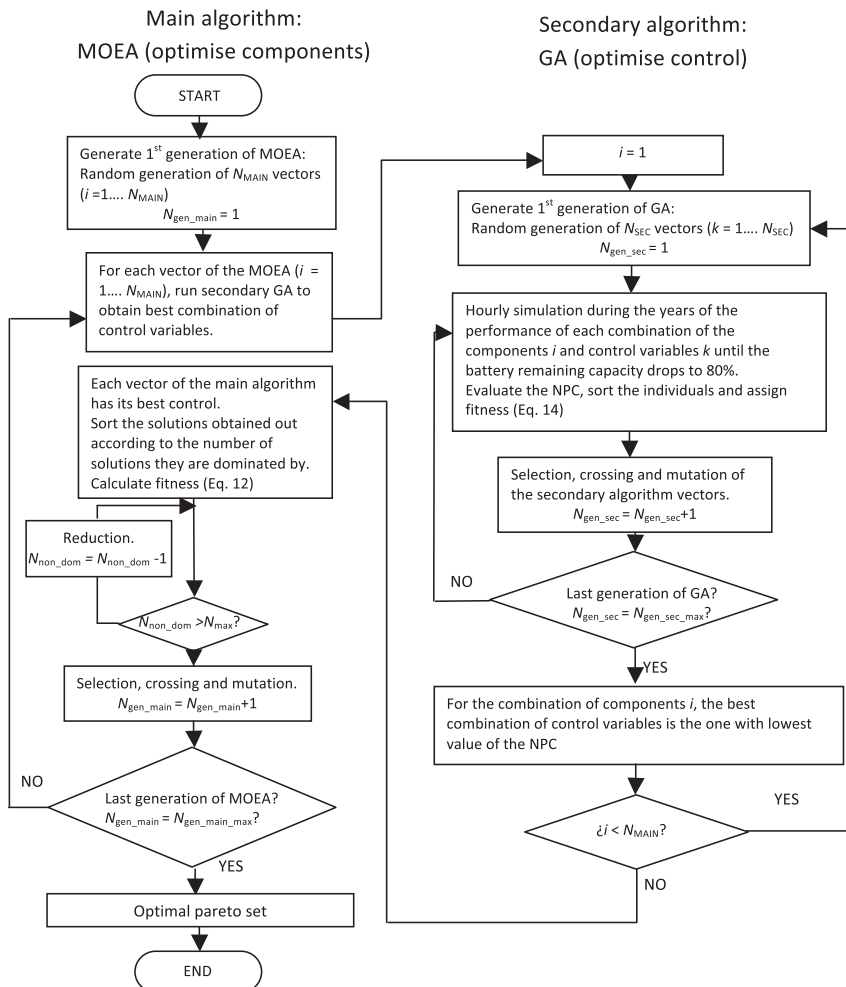 Main algorithm:
MOEA (optimise components)
START
Generate 1st generation of MOEA:
Random generation of NMAIN vectors
(i =1.... NMAIN)
Ngen_main = 1
For each vector of the MOEA (i =
1.... NMAIN), run secondary GA to
obtain best combination of
control variables.
Each vector of the main algorithm
has its best control.
Sort the solutions obtained out
according to the number of
solutions they are dominated by.
Calculate fitness (Eq. 12)
Reduction.
Nnon_dom = Nnon_dom -1
Nnon_dom >Nmax?
Selection, crossing and mutation.
Ngen_main = Ngen_main+1
NO
Last generation of MOEA?
Ngen_main = Ngen_main_max?
YES
Optimal pareto set
END
Secondary algorithm:
GA (optimise control)
i = 1
Generate 1st generation of GA:
Random generation of NSEC vectors (k = 1.... NSEC)
Ngen_sec = 1
Hourly simulation during the years of the
performance of each combination of the
components i and control variables k until the
battery remaining capacity drops to 80%.
Evaluate the NPC, sort the individuals and assign
fitness (Eq. 14)
Selection, crossing and mutation of
the secondary algorithm vectors.
Ngen_sec = Ngen_sec+1
NO
Last generation of GA?
Ngen_sec = Ngen_sec_max?
YES
For the combination of components i, the best
combination of control variables is the one with lowest
value of the NPC
YES
¿i < NMAIN?
NO